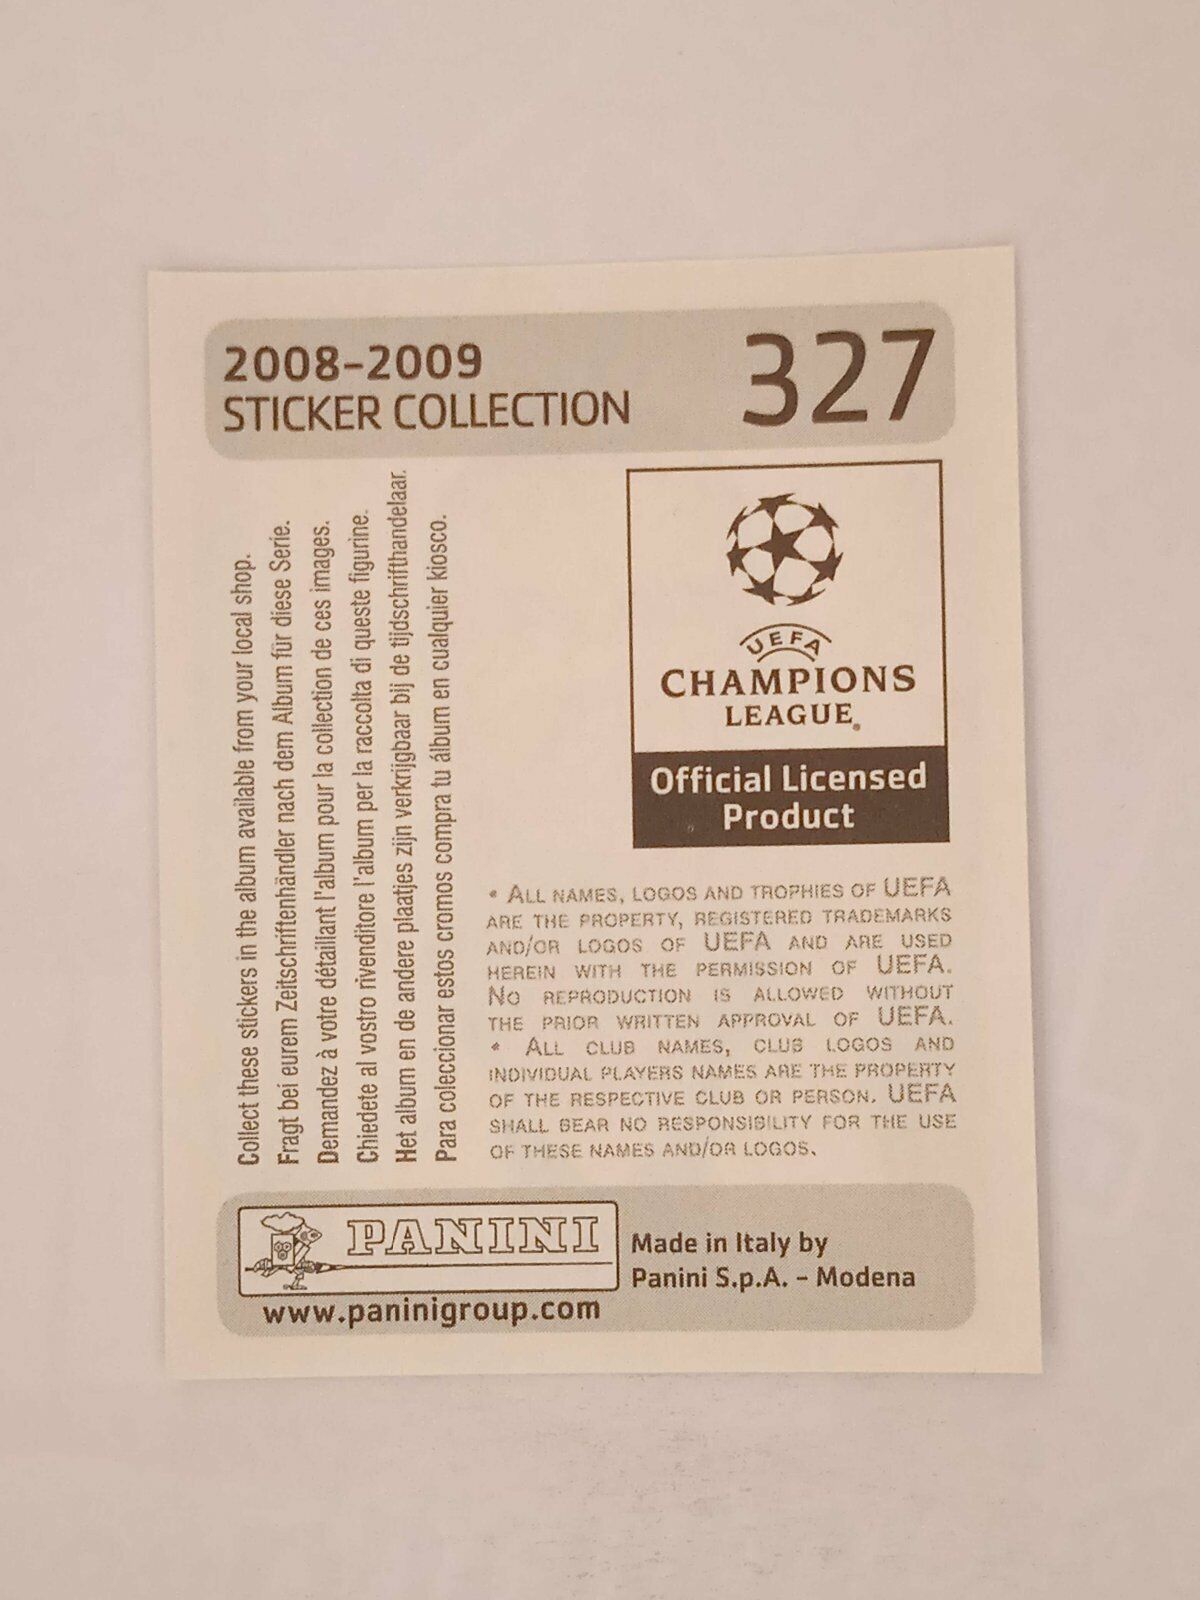 2008-2009
STICKER COLLECTION
327
Collect these stickers in the album available from your local shop.
Fragt bei eurem Zeitschriftenhändler nach dem Album für diese Serie.
Demandez à votre détaillant l'album pour la collection de ces images.
Chiedete al vostro rivenditore l'album per la raccolta di queste figurine.
Het album en de andere plaatjes zijn verkrijgbaar bij de tijdschrifthandelaar.
Para coleccionar estos cromos compra tu álbum en cualquier kiosco.
UEFA
CHAMPIONS
LEAGUE®
Official Licensed
Product
• ALL NAMES, LOGOS AND TROPHIES OF UEFA
ARE THE PROPERTY, REGISTERED TRADEMARKS
AND/OR LOGOS OF UEFA AND ARE USED
HEREIN WITH THE PERMISSION OF UEFA.
NO REPRODUCTION IS ALLOWED WITHOUT
THE PRIOR WRITTEN APPROVAL OF UEFA.
• ALL CLUB NAMES, CLUB LOGOS AND
INDIVIDUAL PLAYERS NAMES ARE THE PROPERTY
OF THE RESPECTIVE CLUB OR PERSON. UEFA
SHALL BEAR NO RESPONSIBILITY FOR THE USE
OF THESE NAMES AND/OR LOGOS.
PANINI
www.paninigroup.com
Made in Italy by
Panini S.p.A. - Modena